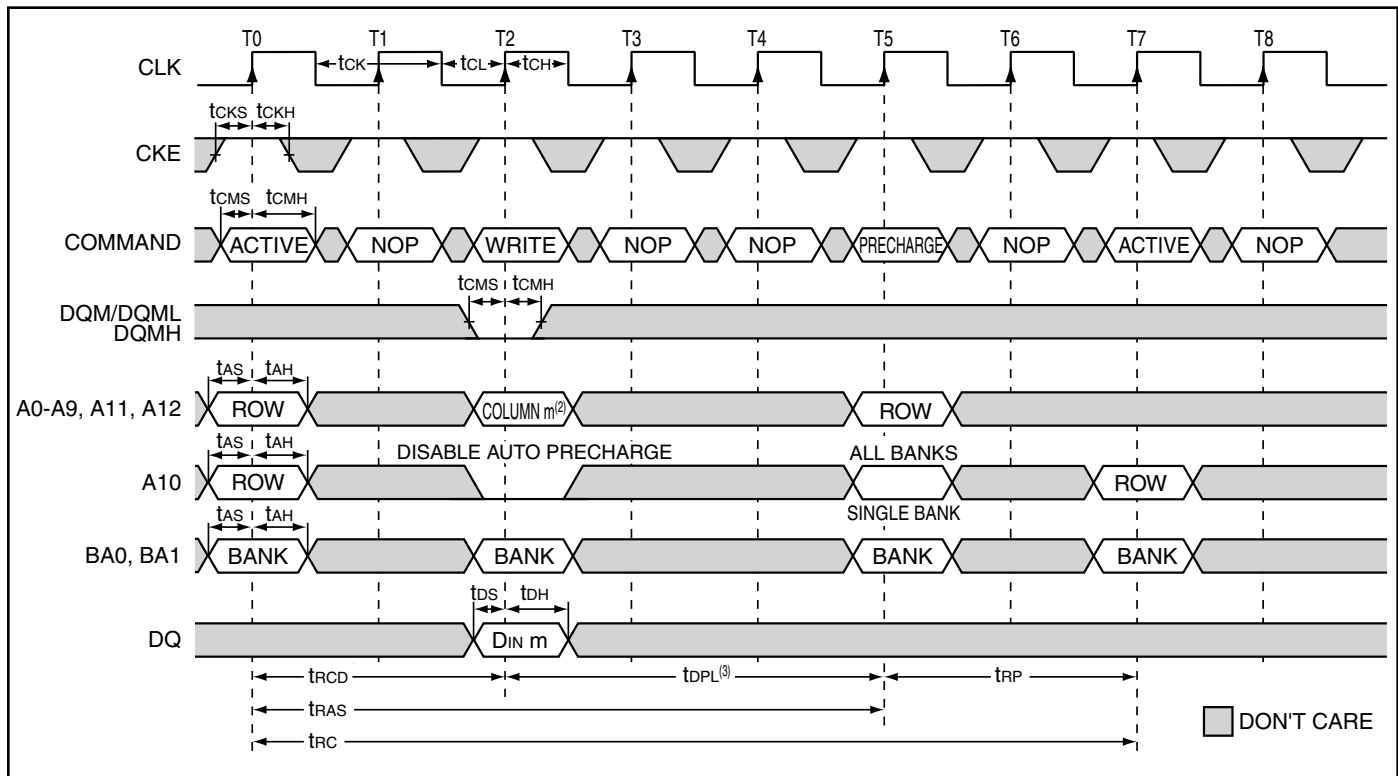 T0 T1 T2 T3 T4 T5 T6 T7 T8
CLK
tCK tCL tCH
tCKS tCKH
CKE
tCMS tCMH
COMMAND ACTIVE NOP WRITE NOP NOP PRECHARGE NOP ACTIVE NOP
tCMS tCMH
DQM/DQML
DQMH
tAS tAH
A0-A9, A11, A12 ROW COLUMN m(2) ROW
tAS tAH DISABLE AUTO PRECHARGE ALL BANKS
A10 ROW ROW
tAS tAH SINGLE BANK
BA0, BA1 BANK BANK BANK BANK
tDS tDH
DQ DIN m
tRCD tDPL(3) tRP
tRAS
tRC
DON'T CARE